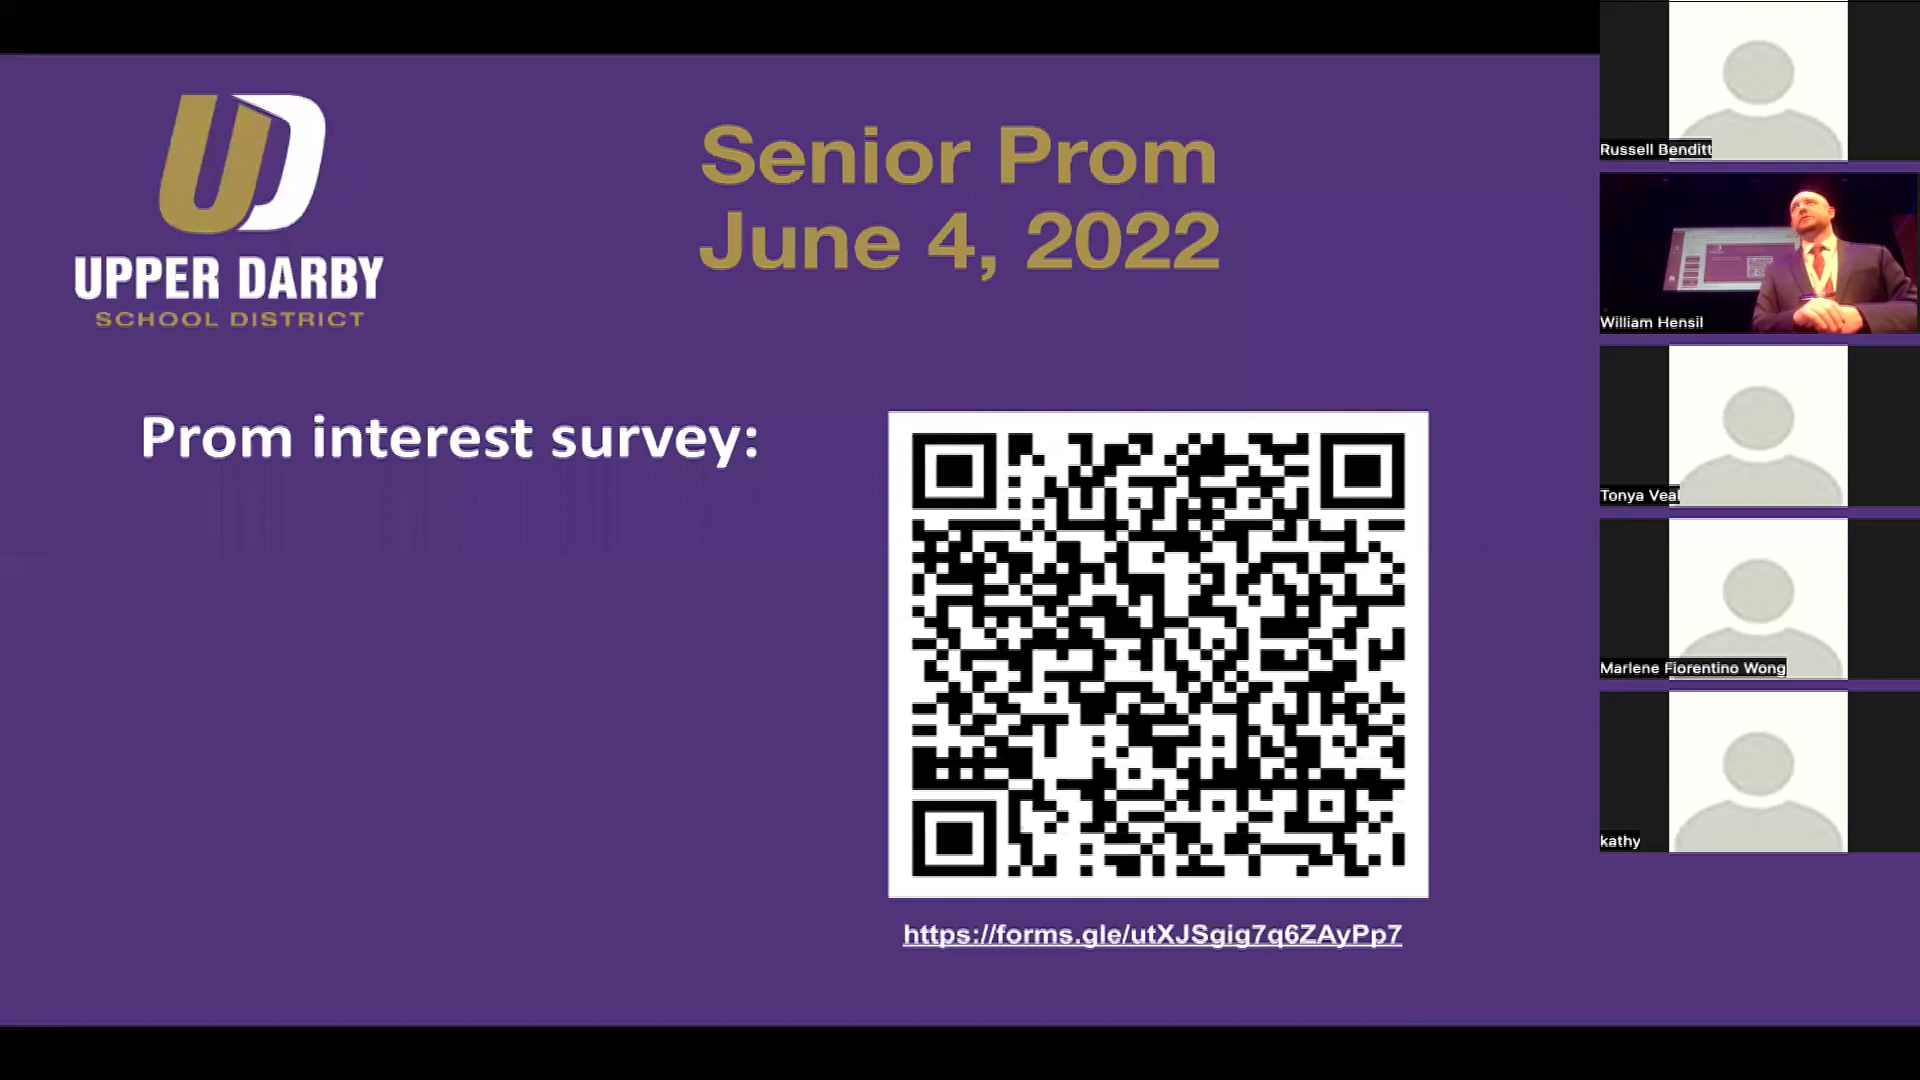 UPPER DARBY
SCHOOL DISTRICT
Senior Prom
June 4, 2022
Prom interest survey:
https://forms.gle/utXJSgig7q6ZAyPp7
Russell Benditt
William Hensil
Tonya Veal
Marlene Fiorentino Wong
kathy